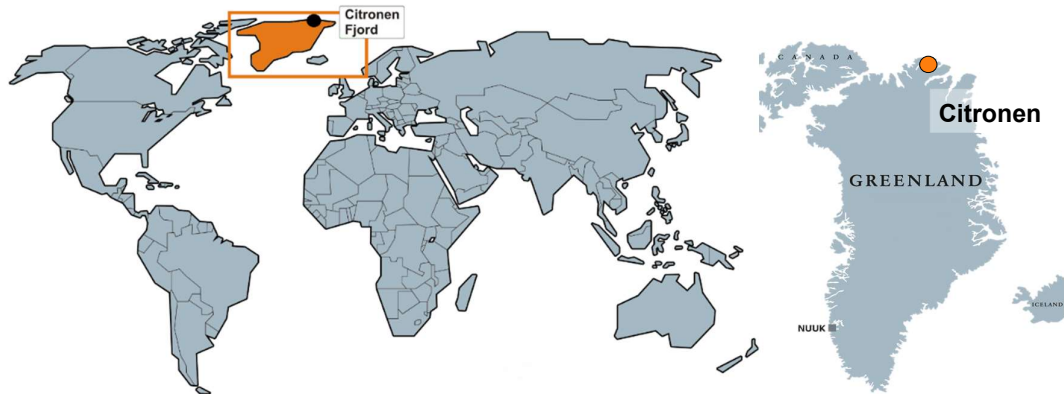 Citronen
Fjord
CANADA
Citronen
GREENLAND
ICELAND
NUUK